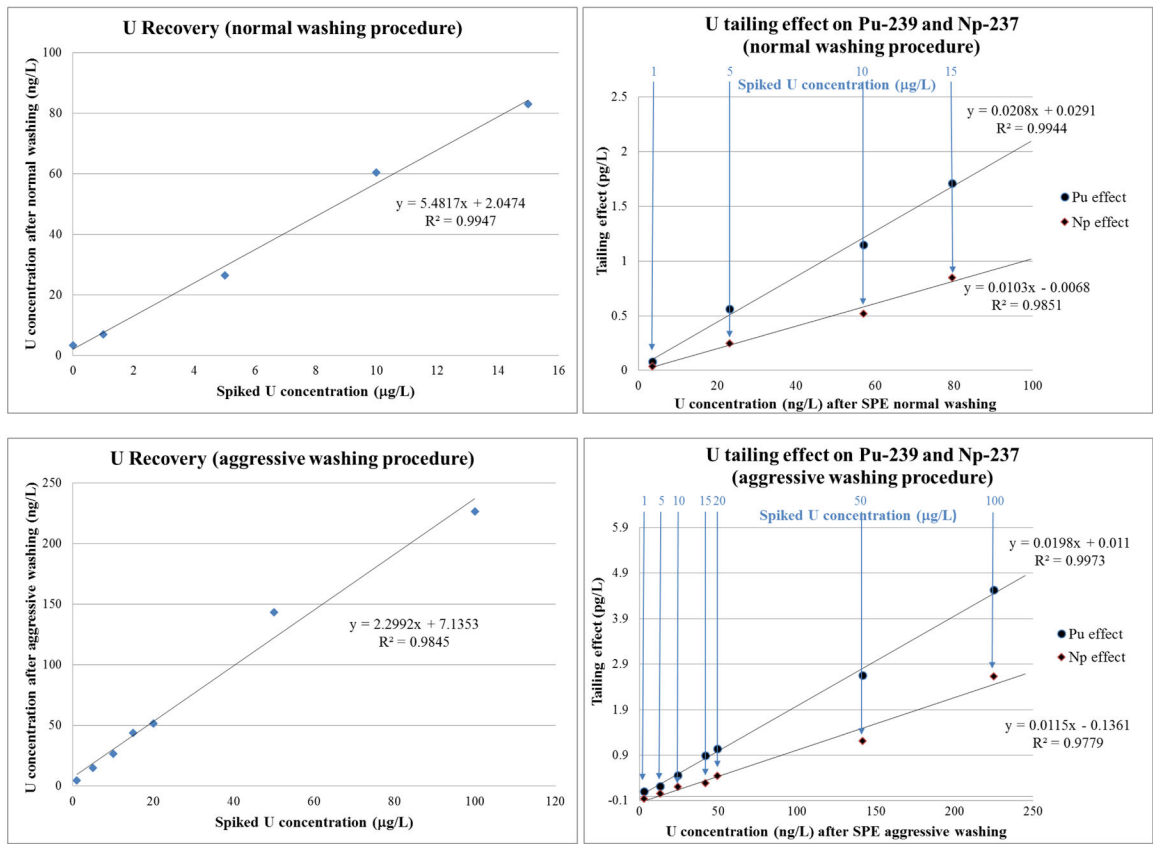 U Recovery (normal washing procedure)
U concentration after normal washing (ng/L)
100
80
60
40
20
0
y = 5.4817x + 2.0474
R² = 0.9947
0 2 4 6 8 10 12 14 16
Spiked U concentration (μg/L)
U tailing effect on Pu-239 and Np-237
(normal washing procedure)
1 5 10 15
Spiked U concentration (μg/L)
Tailing effect (pg/L)
2.5
2
1.5
1
0.5
0
y = 0.0208x + 0.0291
R² = 0.9944
Pu effect
Np effect
y = 0.0103x - 0.0068
R² = 0.9851
0 20 40 60 80 100
U concentration (ng/L) after SPE normal washing
U Recovery (aggressive washing procedure)
U concentration after aggressive washing (ng/L)
250
200
150
100
50
0
y = 2.2992x + 7.1353
R² = 0.9845
0 20 40 60 80 100 120
Spiked U concentration (μg/L)
U tailing effect on Pu-239 and Np-237
(aggressive washing procedure)
1 5 10 15 20 50 100
Spiked U concentration (μg/L)
Tailing effect (pg/L)
5.9
4.9
3.9
2.9
1.9
0.9
-0.1
y = 0.0198x + 0.011
R² = 0.9973
Pu effect
Np effect
y = 0.0115x - 0.1361
R² = 0.9779
0 50 100 150 200 250
U concentration (ng/L) after SPE aggressive washing